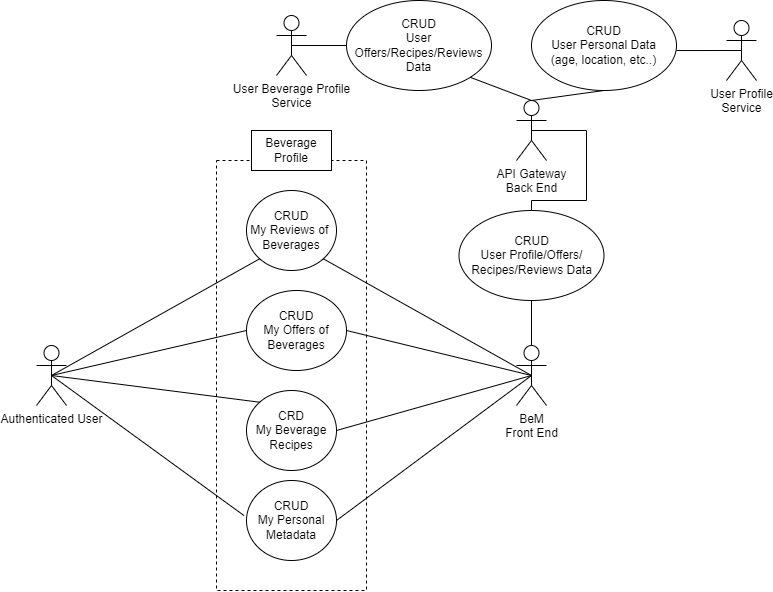 CRUD
User
Offers/Recipes/Reviews
Data
CRUD
User Personal Data
(age, location, etc..)
User Beverage Profile
Service
User Profile
Service
Beverage
Profile
API Gateway
Back End
CRUD
My Reviews of
Beverages
CRUD
User Profile/Offers/
Recipes/Reviews Data
CRUD
My Offers of
Beverages
Authenticated User
CRD
My Beverage
Recipes
BeM
Front End
CRUD
My Personal
Metadata